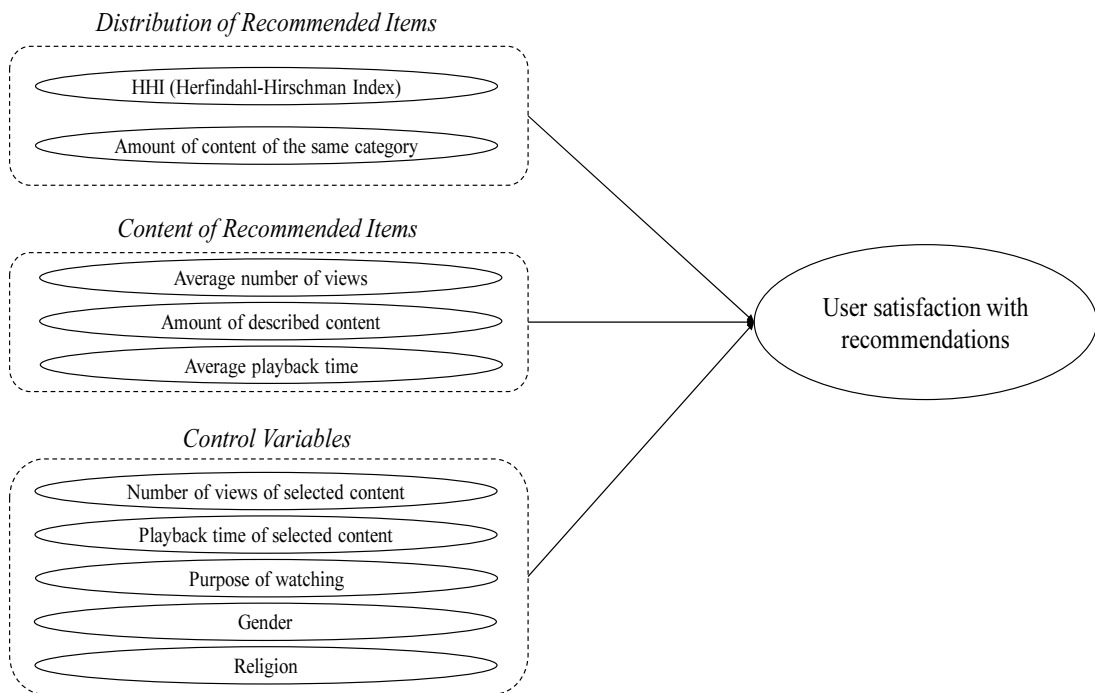 Distribution of Recommended Items
HHI (Herfindahl-Hirschman Index)
Amount of content of the same category
Content of Recommended Items
Average number of views
Amount of described content
Average playback time
Control Variables
Number of views of selected content
Playback time of selected content
Purpose of watching
Gender
Religion
User satisfaction with
recommendations